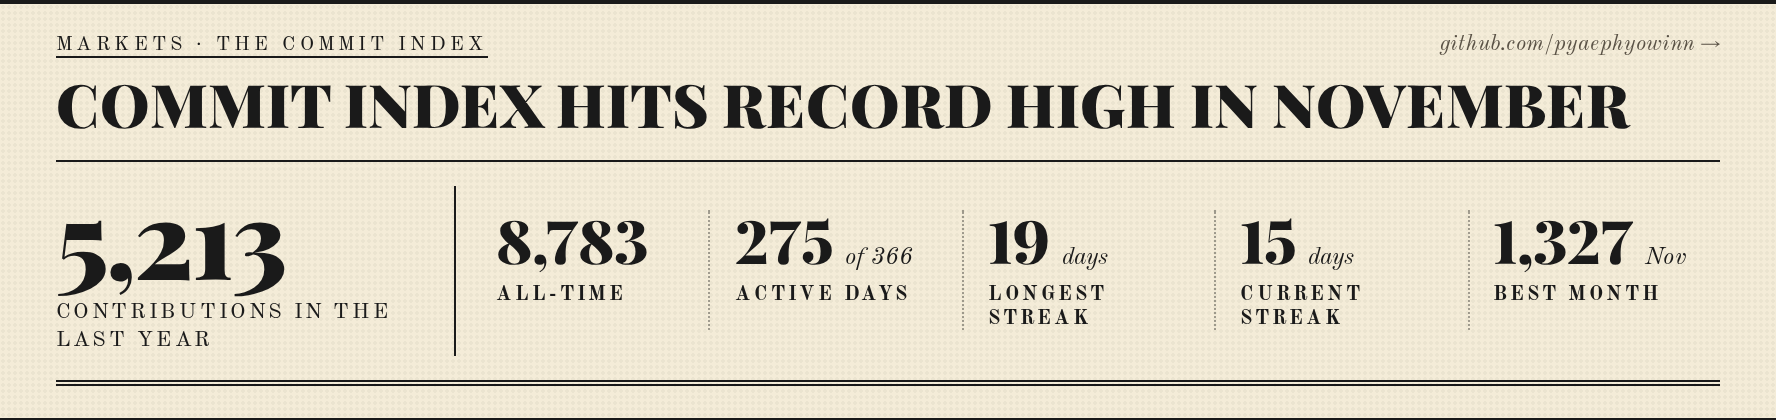 MARKETS · THE COMMIT INDEX
github.com/pyaephyowinn →
COMMIT INDEX HITS RECORD HIGH IN NOVEMBER
5,213
CONTRIBUTIONS IN THE
LAST YEAR
8,783
ALL-TIME
275 of 366
ACTIVE DAYS
19 days
LONGEST
STREAK
15 days
CURRENT
STREAK
1,327 Nov
BEST MONTH